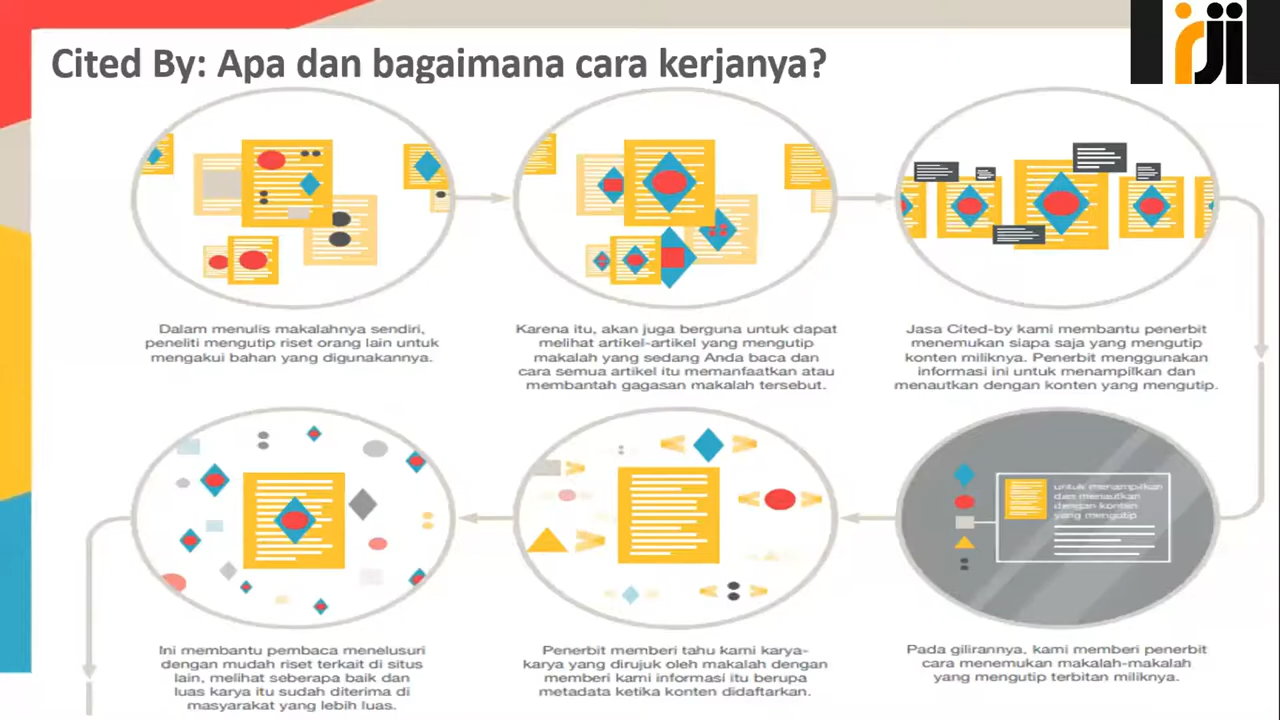 Cited By: Apa dan bagaimana cara kerjanya?
rji
Dalam menulis makalahnya sendiri,
peneliti mengutip riset orang lain untuk
mengakui bahan yang digunakannya.
Karena itu, akan juga berguna untuk dapat
melihat artikel-artikel yang mengutip
makalah yang sedang Anda baca dan
cara semua artikel itu memanfaatkan atau
membantah gagasan makalah tersebut.
Jasa Cited-by kami membantu penerbit
menemukan siapa saja yang mengutip
konten miliknya. Penerbit menggunakan
informasi ini untuk menampilkan dan
menautkan dengan konten yang mengutip.
untuk menampilkan
dan menautkan
dengan konten
yang mengutip
Pada gilirannya, kami memberi penerbit
cara menemukan makalah-makalah
yang mengutip terbitan miliknya.
Penerbit memberi tahu kami karya-
karya yang dirujuk oleh makalah dengan
memberi kami informasi itu berupa
metadata ketika konten didaftarkan.
Ini membantu pembaca menelusuri
dengan mudah riset terkait di situs
lain, melihat seberapa baik dan
luas karya itu sudah diterima di
masyarakat yang lebih luas.